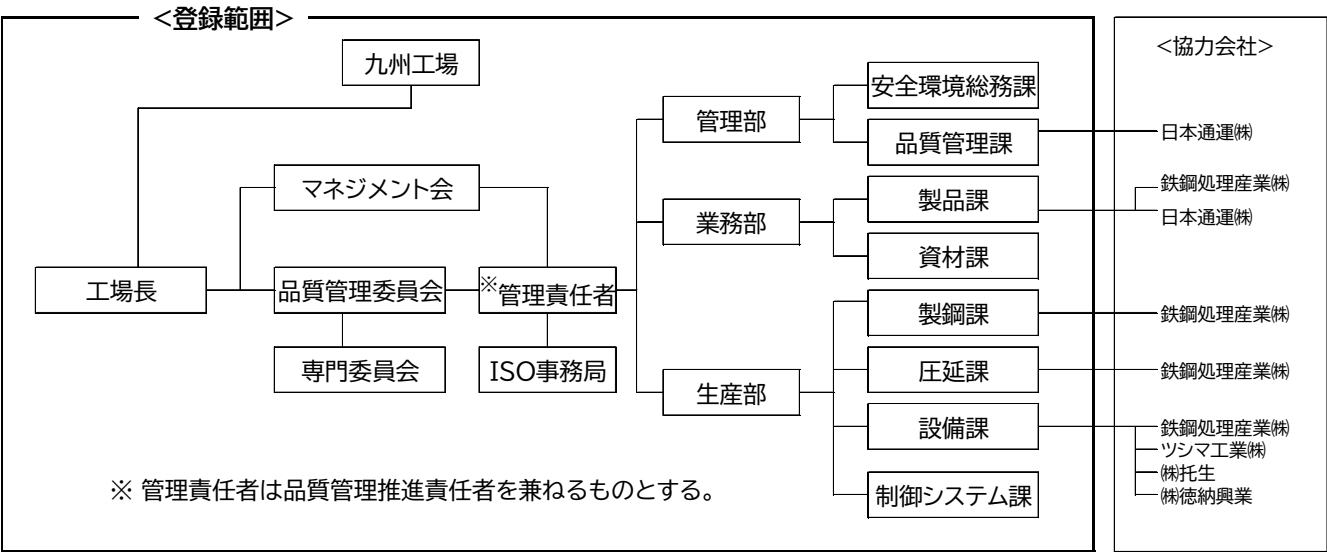 <登録範囲>
九州工場
マネジメント会
工場長
品質管理委員会
※管理責任者
専門委員会
ISO事務局
管理部
業務部
生産部
安全環境総務課
品質管理課
製品課
資材課
製鋼課
圧延課
設備課
制御システム課
※ 管理責任者は品質管理推進責任者を兼ねるものとする。
<協力会社>
日本通運㈱
鉄鋼処理産業㈱
日本通運㈱
鉄鋼処理産業㈱
鉄鋼処理産業㈱
鉄鋼処理産業㈱
ツシマ工業㈱
㈱托生
㈱徳納興業